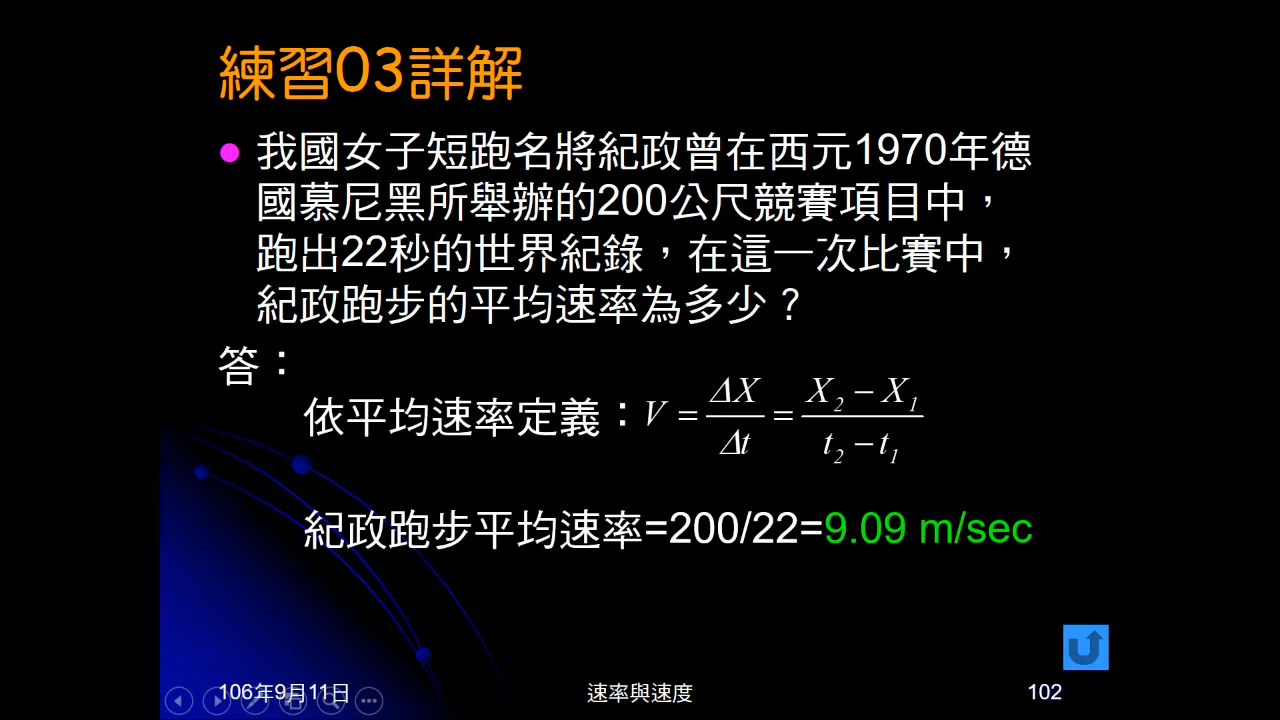 練習03詳解
我國女子短跑名將紀政曾在西元1970年德
國慕尼黑所舉辦的200公尺競賽項目中，
跑出22秒的世界紀錄，在這一次比賽中，
紀政跑步的平均速率為多少？
答：
依平均速率定義：V = ΔX/Δt = (X₂ − X₁)/(t₂ − t₁)
紀政跑步平均速率=200/22=9.09 m/sec
106年9月11日 速率與速度 102